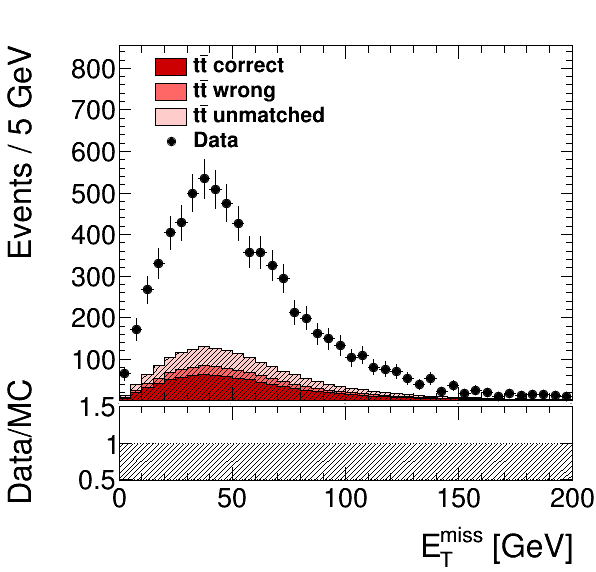 Events / 5 GeV
800
700
600
500
400
300
200
100
tt̄ correct
tt̄ wrong
tt̄ unmatched
Data
Data/MC
1.5
1
0.5
0 50 100 150 200
E_T^miss [GeV]